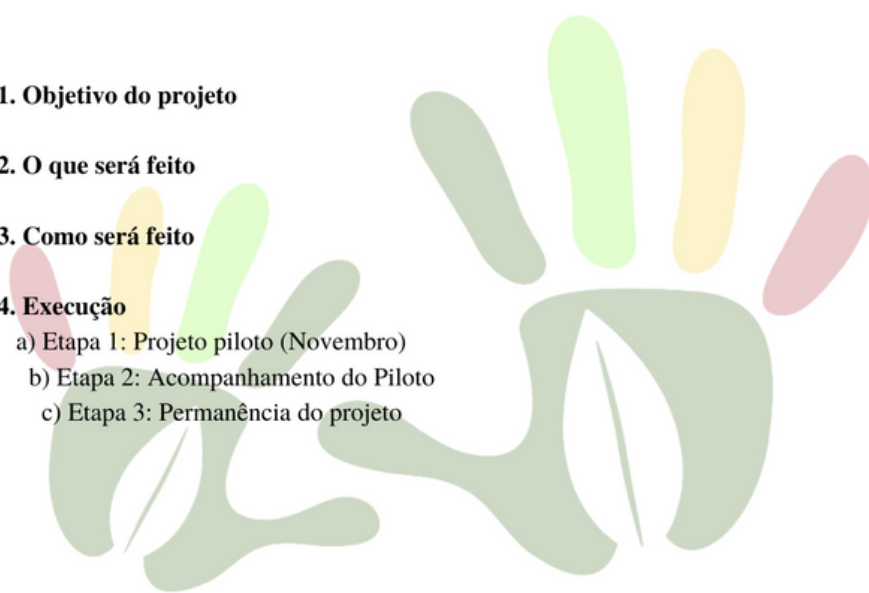 1. Objetivo do projeto
2. O que será feito
3. Como será feito
4. Execução
a) Etapa 1: Projeto piloto (Novembro)
b) Etapa 2: Acompanhamento do Piloto
c) Etapa 3: Permanência do projeto